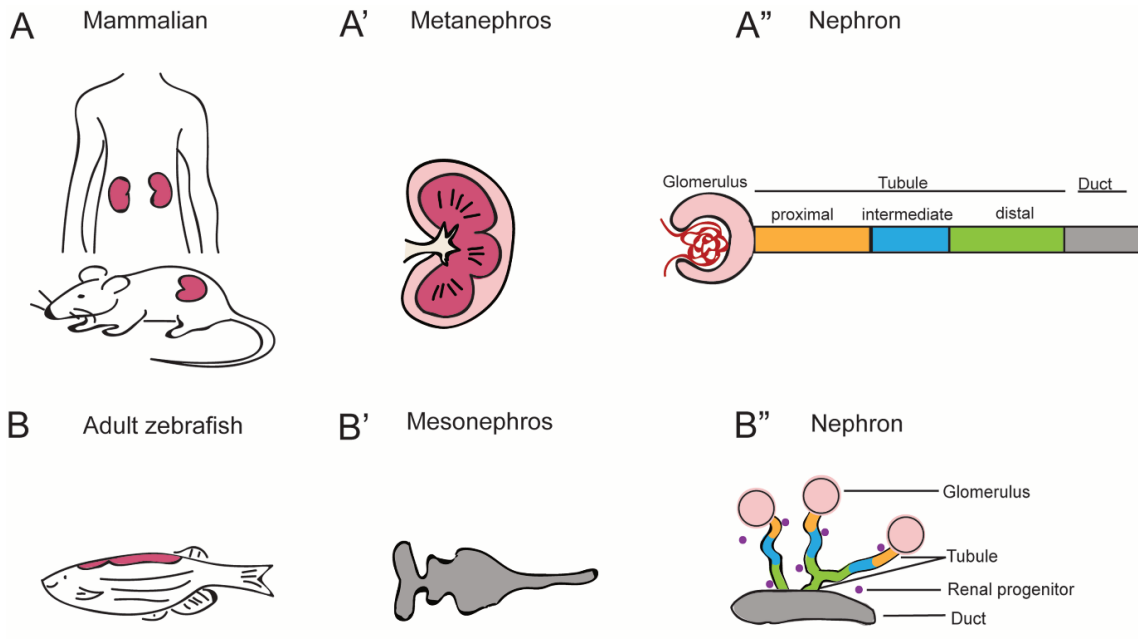 A Mammalian
A’ Metanephros
A” Nephron
Glomerulus
Tubule
Duct
proximal
intermediate
distal
B Adult zebrafish
B’ Mesonephros
B” Nephron
Glomerulus
Tubule
Renal progenitor
Duct